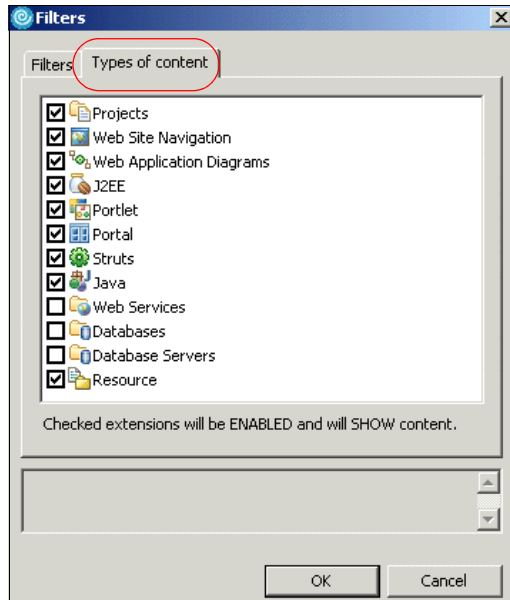 Filters
Filters
Types of content
Projects
Web Site Navigation
Web Application Diagrams
J2EE
Portlet
Portal
Struts
Java
Web Services
Databases
Database Servers
Resource
Checked extensions will be ENABLED and will SHOW content.
OK
Cancel